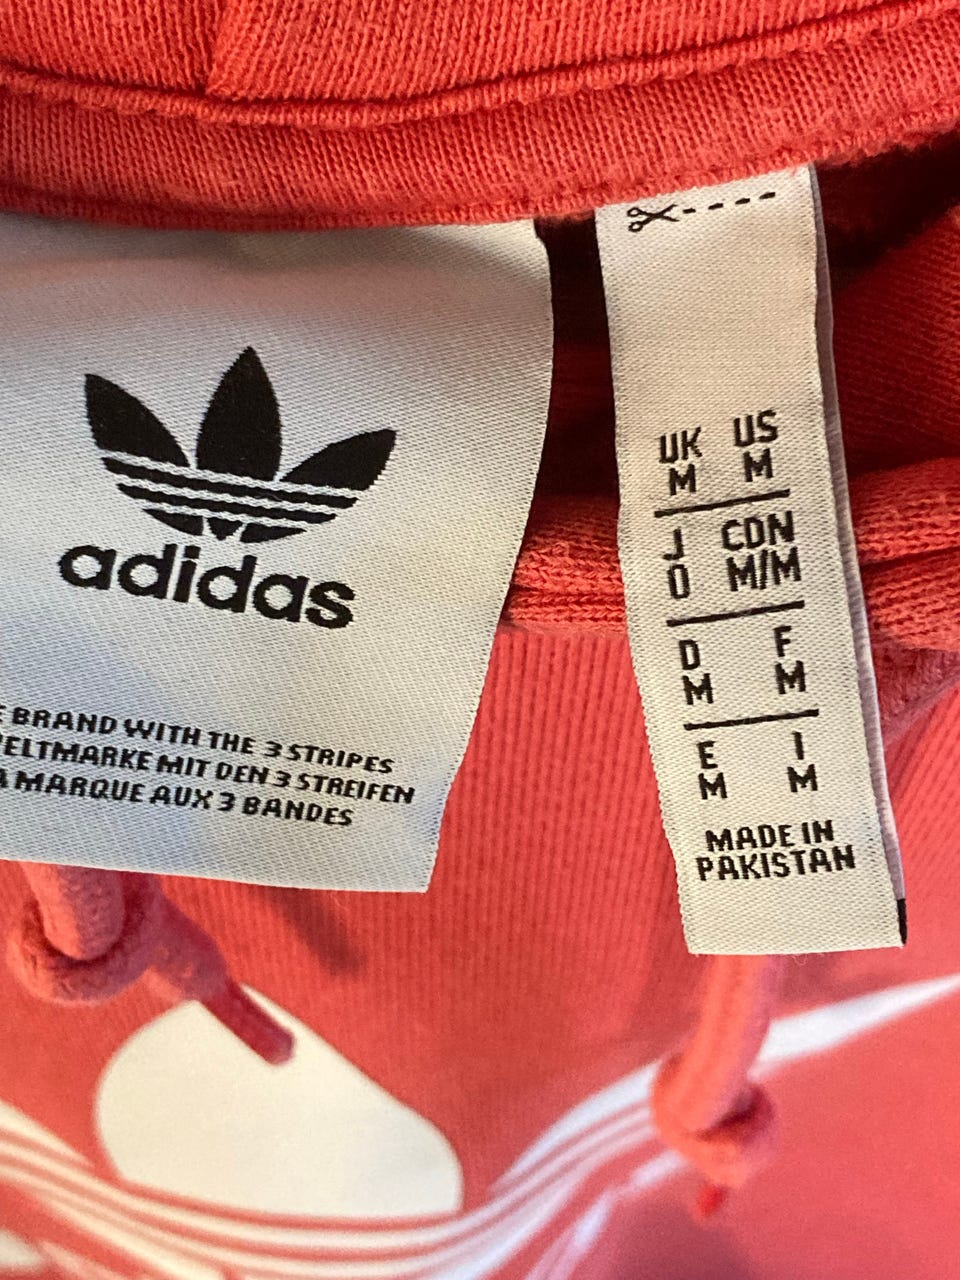 adidas
BRAND WITH THE 3 STRIPES
MIT DEN 3 STREIFEN
MARQUE AUX 3 BANDES
UK US
M M
J CDN
O M/M
D F
M M
E I
M M
MADE IN
PAKISTAN